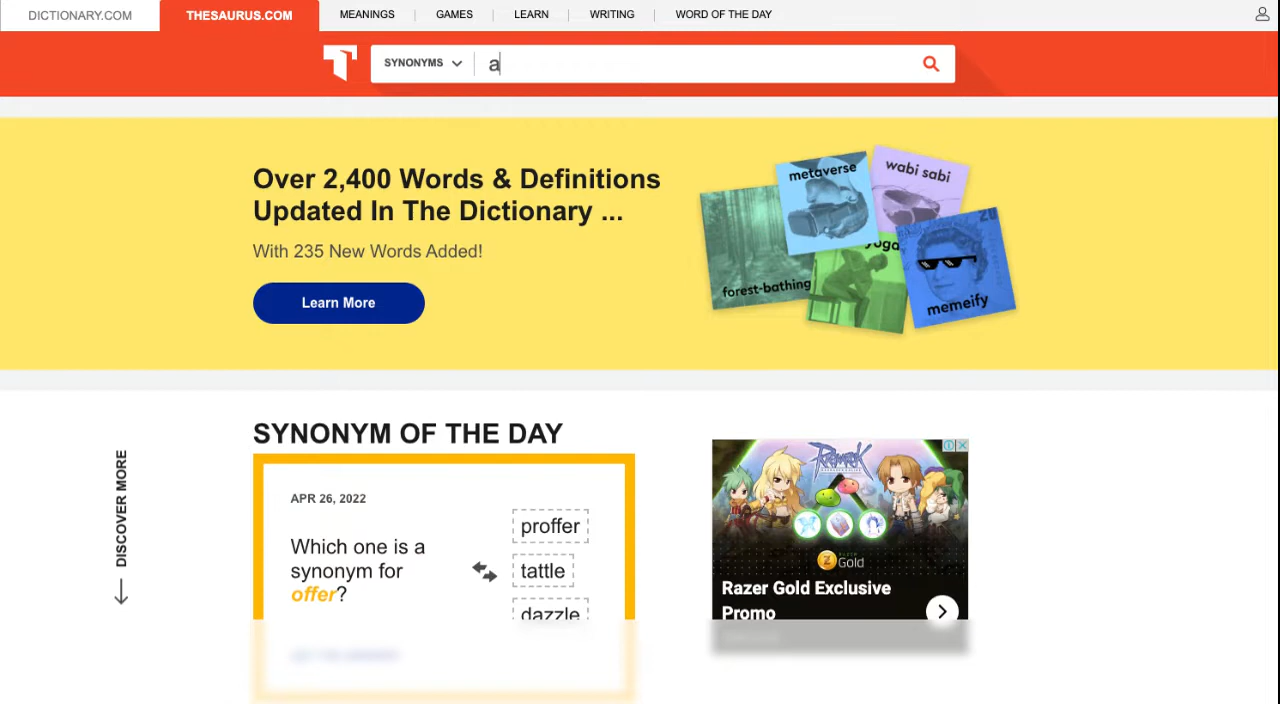 DICTIONARY.COM
THESAURUS.COM
MEANINGS
GAMES
LEARN
WRITING
WORD OF THE DAY
SYNONYMS
a
Over 2,400 Words & Definitions
Updated In The Dictionary ...
With 235 New Words Added!
Learn More
metaverse
wabi sabi
yoga
forest-bathing
20
memeify
SYNONYM OF THE DAY
DISCOVER MORE
APR 26, 2022
Which one is a
synonym for
offer?
proffer
tattle
dazzle
RAGNAROK
RAZER
Gold
Razer Gold Exclusive
Promo